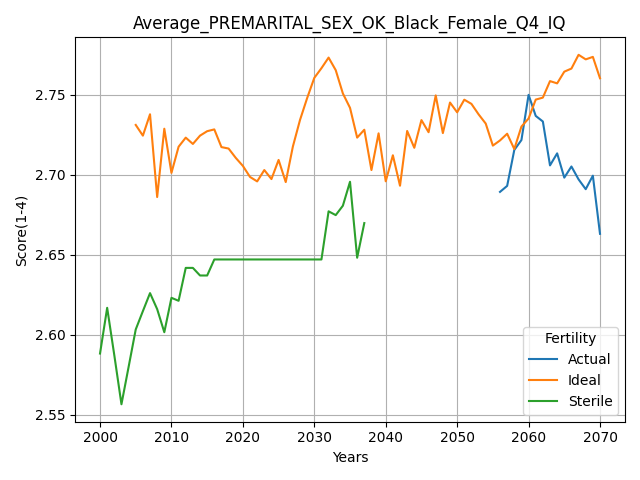 Average_PREMARITAL_SEX_OK_Black_Female_Q4_IQ
Score(1-4)
2.75
2.70
2.65
2.60
2.55
2000 2010 2020 2030 2040 2050 2060 2070
Years
Fertility
Actual
Ideal
Sterile